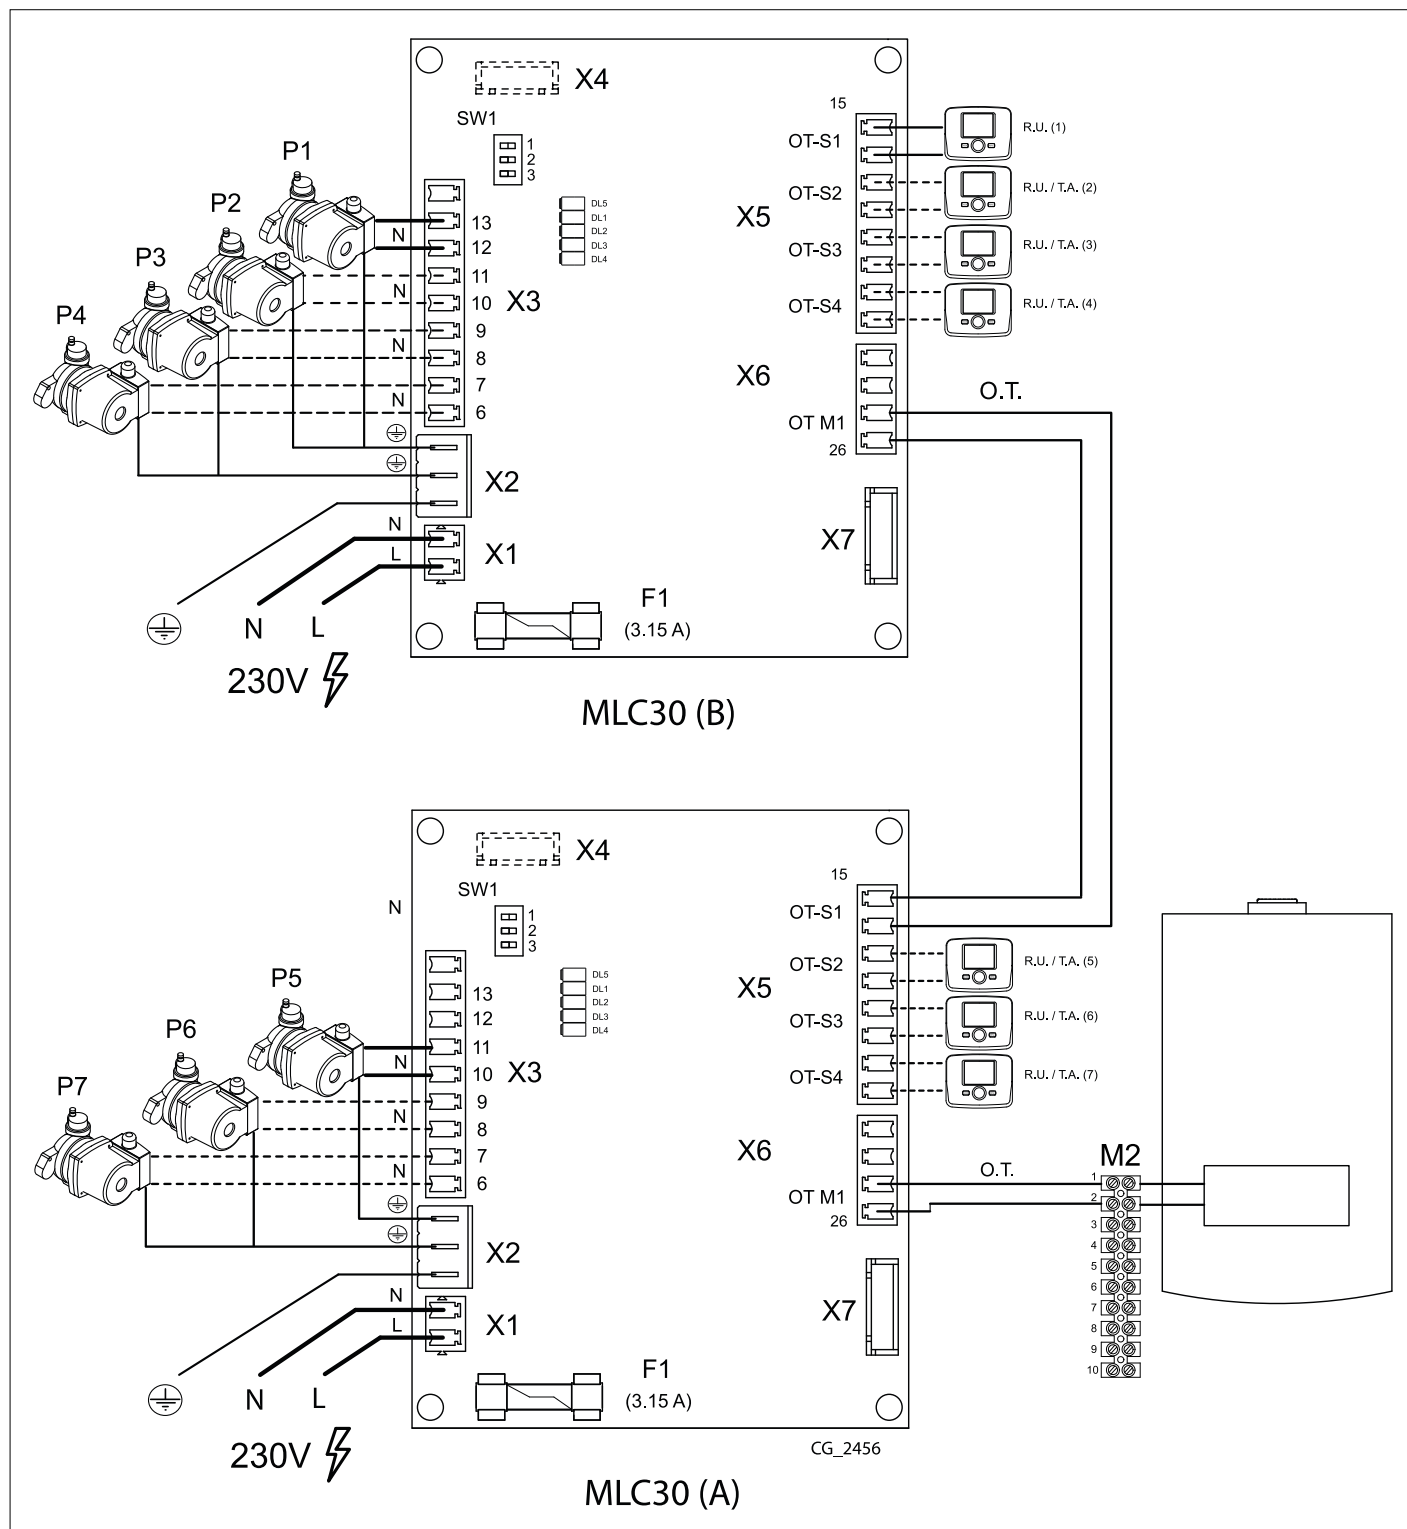 X4
SW1
1
2
3
DL5
DL1
DL2
DL3
DL4
P1
P2
P3
P4
13
N
12
11
N
10
X3
9
N
8
7
N
6
X2
N
L
X1
N
L
230V
F1
(3.15 A)
15
OT-S1
OT-S2
X5
OT-S3
OT-S4
R.U. (1)
R.U. / T.A. (2)
R.U. / T.A. (3)
R.U. / T.A. (4)
X6
OT M1
26
O.T.
X7
MLC30 (B)
X4
SW1
N
1
2
3
DL5
DL1
DL2
DL3
DL4
P5
P6
P7
13
12
11
N
10
X3
9
N
8
7
N
6
X2
N
L
X1
N
L
230V
F1
(3.15 A)
15
OT-S1
OT-S2
X5
OT-S3
OT-S4
R.U. / T.A. (5)
R.U. / T.A. (6)
R.U. / T.A. (7)
X6
OT M1
26
O.T.
M2
1
2
3
4
5
6
7
8
9
10
X7
CG_2456
MLC30 (A)